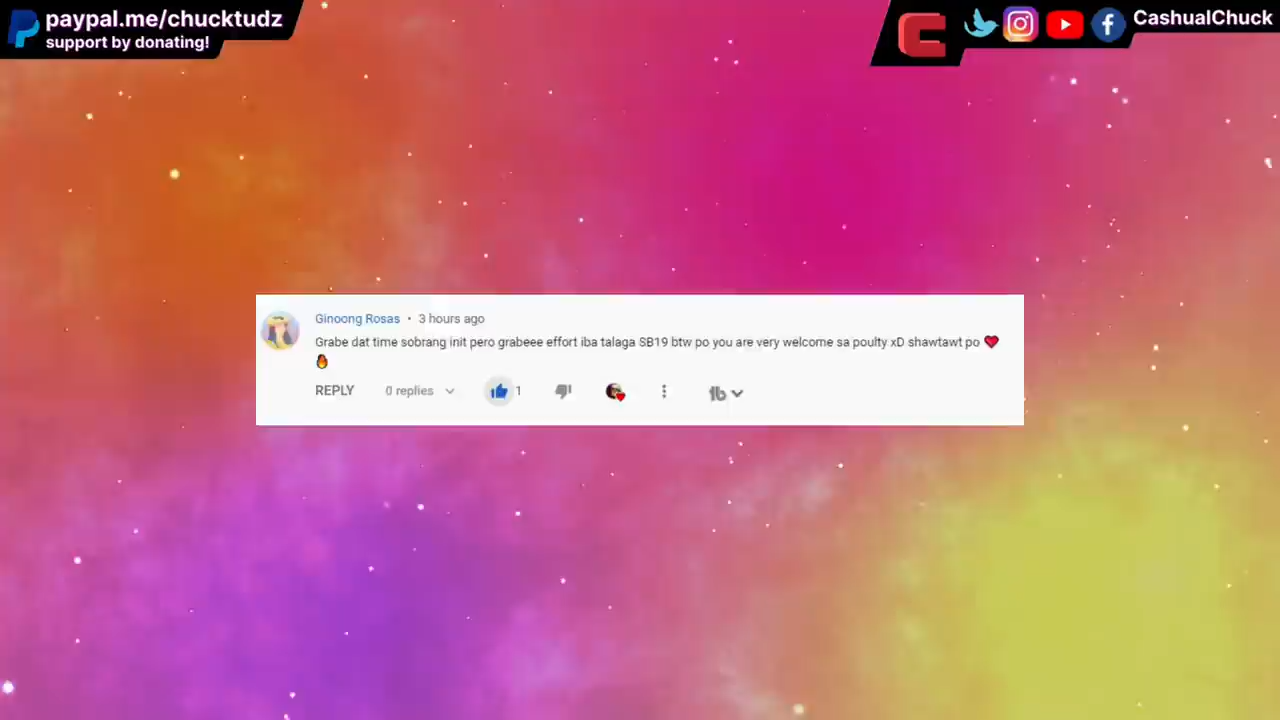 paypal.me/chucktudz
support by donating!
CashualChuck
Ginoong Rosas • 3 hours ago
Grabe dat time sobrang init pero grabeee effort iba talaga SB19 btw po you are very welcome sa poulty xD shawtawt po ❤️
🔥
REPLY 0 replies 1